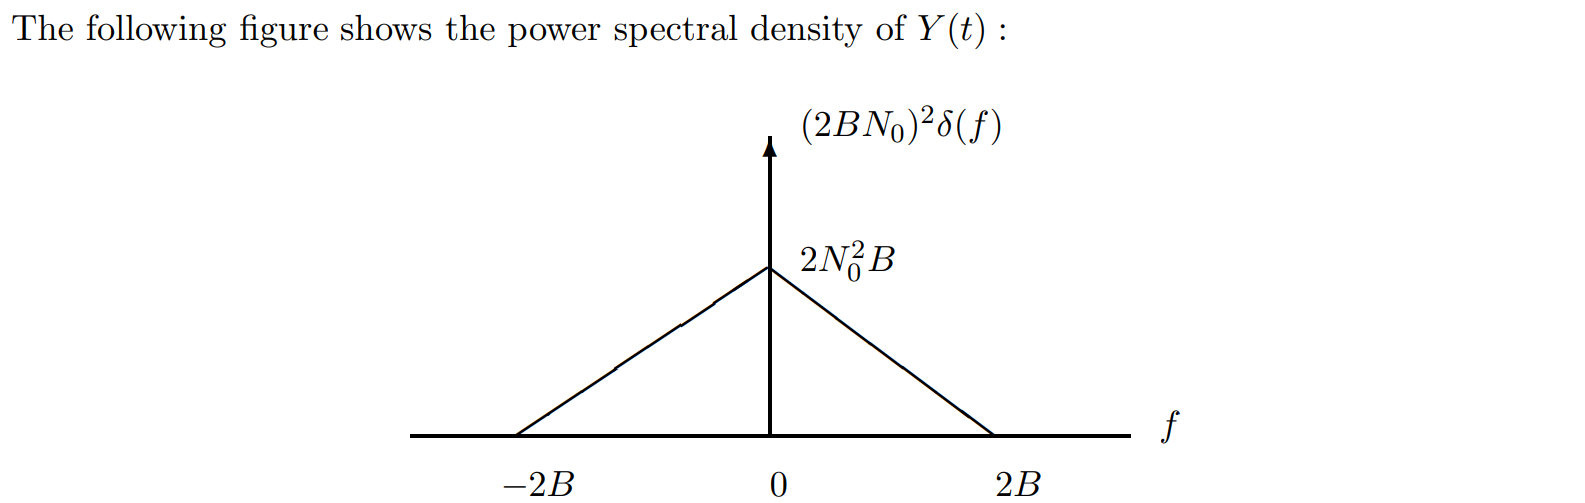 The following figure shows the power spectral density of Y(t) :
(2BN₀)²δ(f)
2N₀²B
f
−2B 0 2B